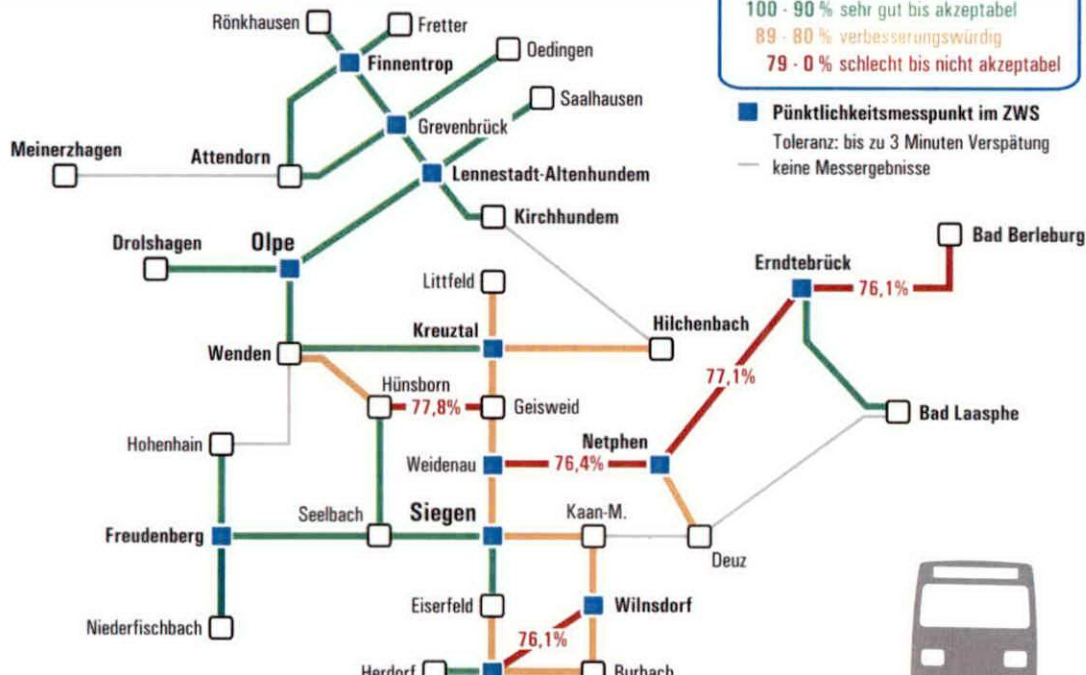 100 - 90 % sehr gut bis akzeptabel
89 - 80 % verbesserungswürdig
79 - 0 % schlecht bis nicht akzeptabel
Pünktlichkeitsmesspunkt im ZWS
Toleranz: bis zu 3 Minuten Verspätung
keine Messergebnisse
Rönkhausen
Fretter
Finnentrop
Oedingen
Saalhausen
Grevenbrück
Meinerzhagen
Attendorn
Lennestadt-Altenhundem
Kirchhundem
Drolshagen
Olpe
Bad Berleburg
Erndtebrück
76,1%
Littfeld
Kreuztal
Hilchenbach
Wenden
77,1%
Hünsborn
77,8%
Geisweid
Bad Laasphe
Hohenhain
Netphen
Weidenau
76,4%
Seelbach
Siegen
Kaan-M.
Freudenberg
Deuz
Eiserfeld
Wilnsdorf
Niederfischbach
76,1%
Herdorf
Burbach